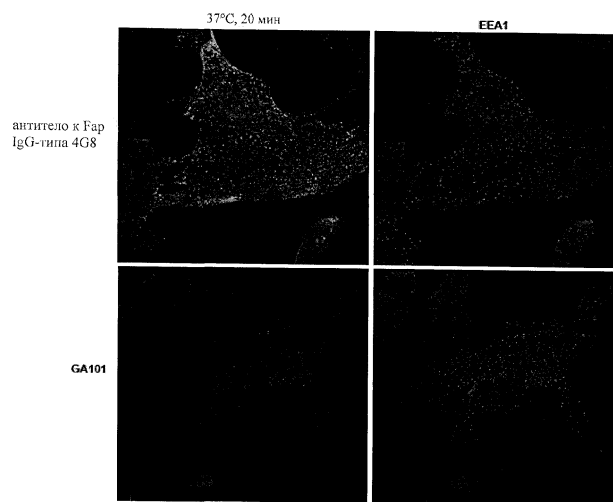 37°C, 20 мин
EEA1
антитело к Fap
IgG-типа 4G8
GA101